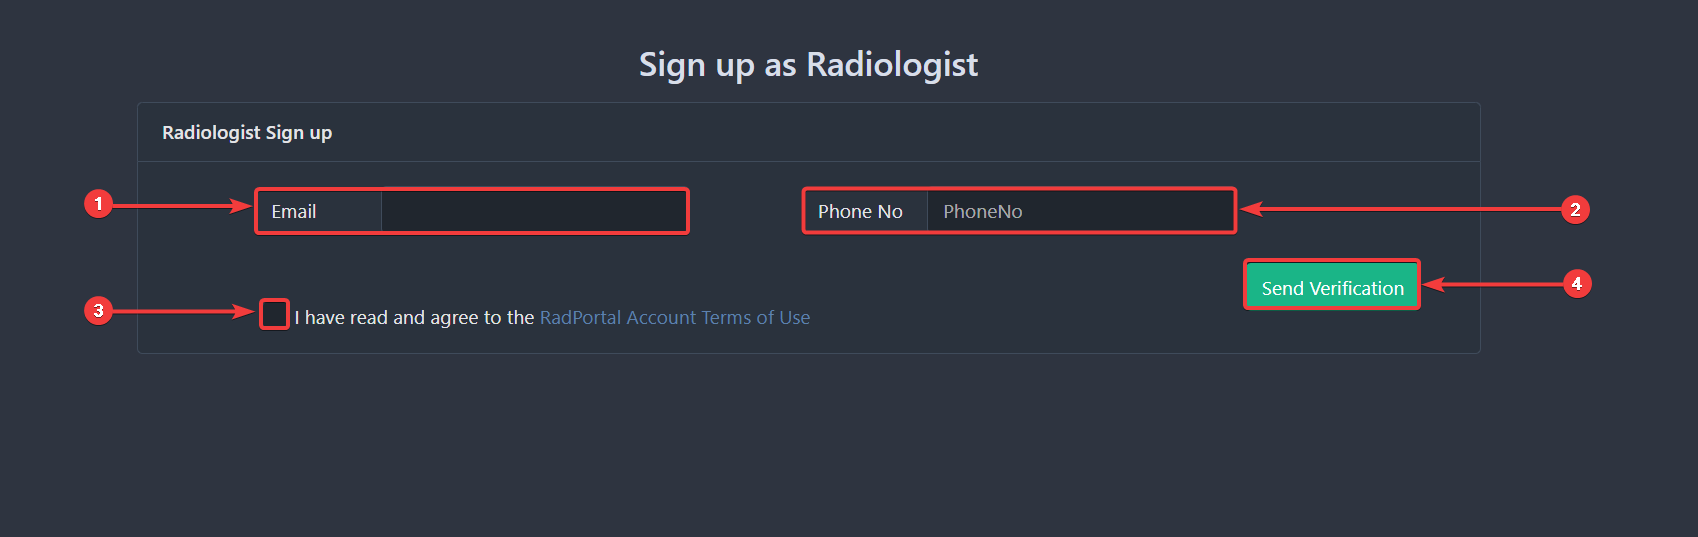 Sign up as Radiologist
Radiologist Sign up
1
Email
Phone No
PhoneNo
2
Send Verification
4
3
I have read and agree to the RadPortal Account Terms of Use